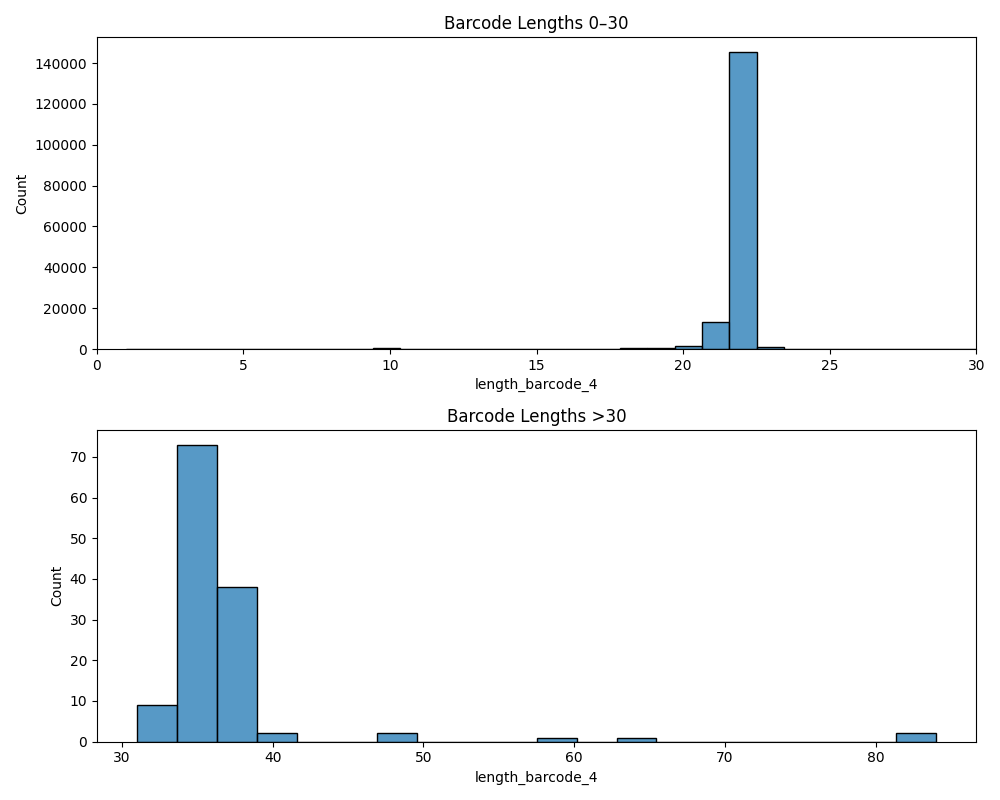 Barcode Lengths 0–30
140000
120000
100000
80000
60000
40000
20000
0
Count
0 5 10 15 20 25 30
length_barcode_4
Barcode Lengths >30
70
60
50
40
30
20
10
0
Count
30 40 50 60 70 80
length_barcode_4